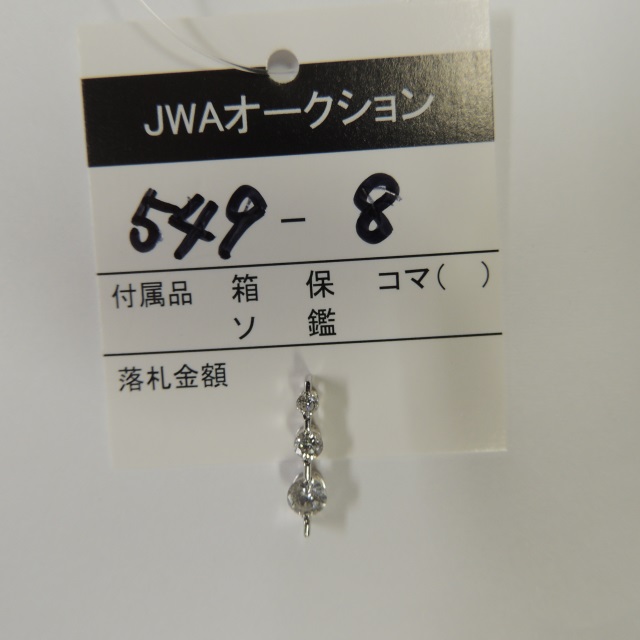 JWAオークション
549-8
付属品 箱 保 コマ( )
ソ 鑑
落札金額